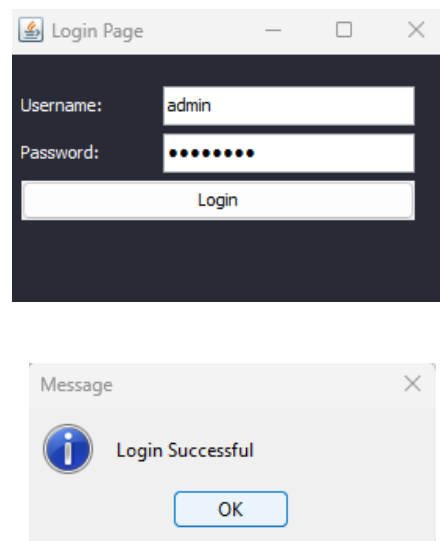 Login Page
Username: admin
Password: ••••••••
Login
Message
Login Successful
OK